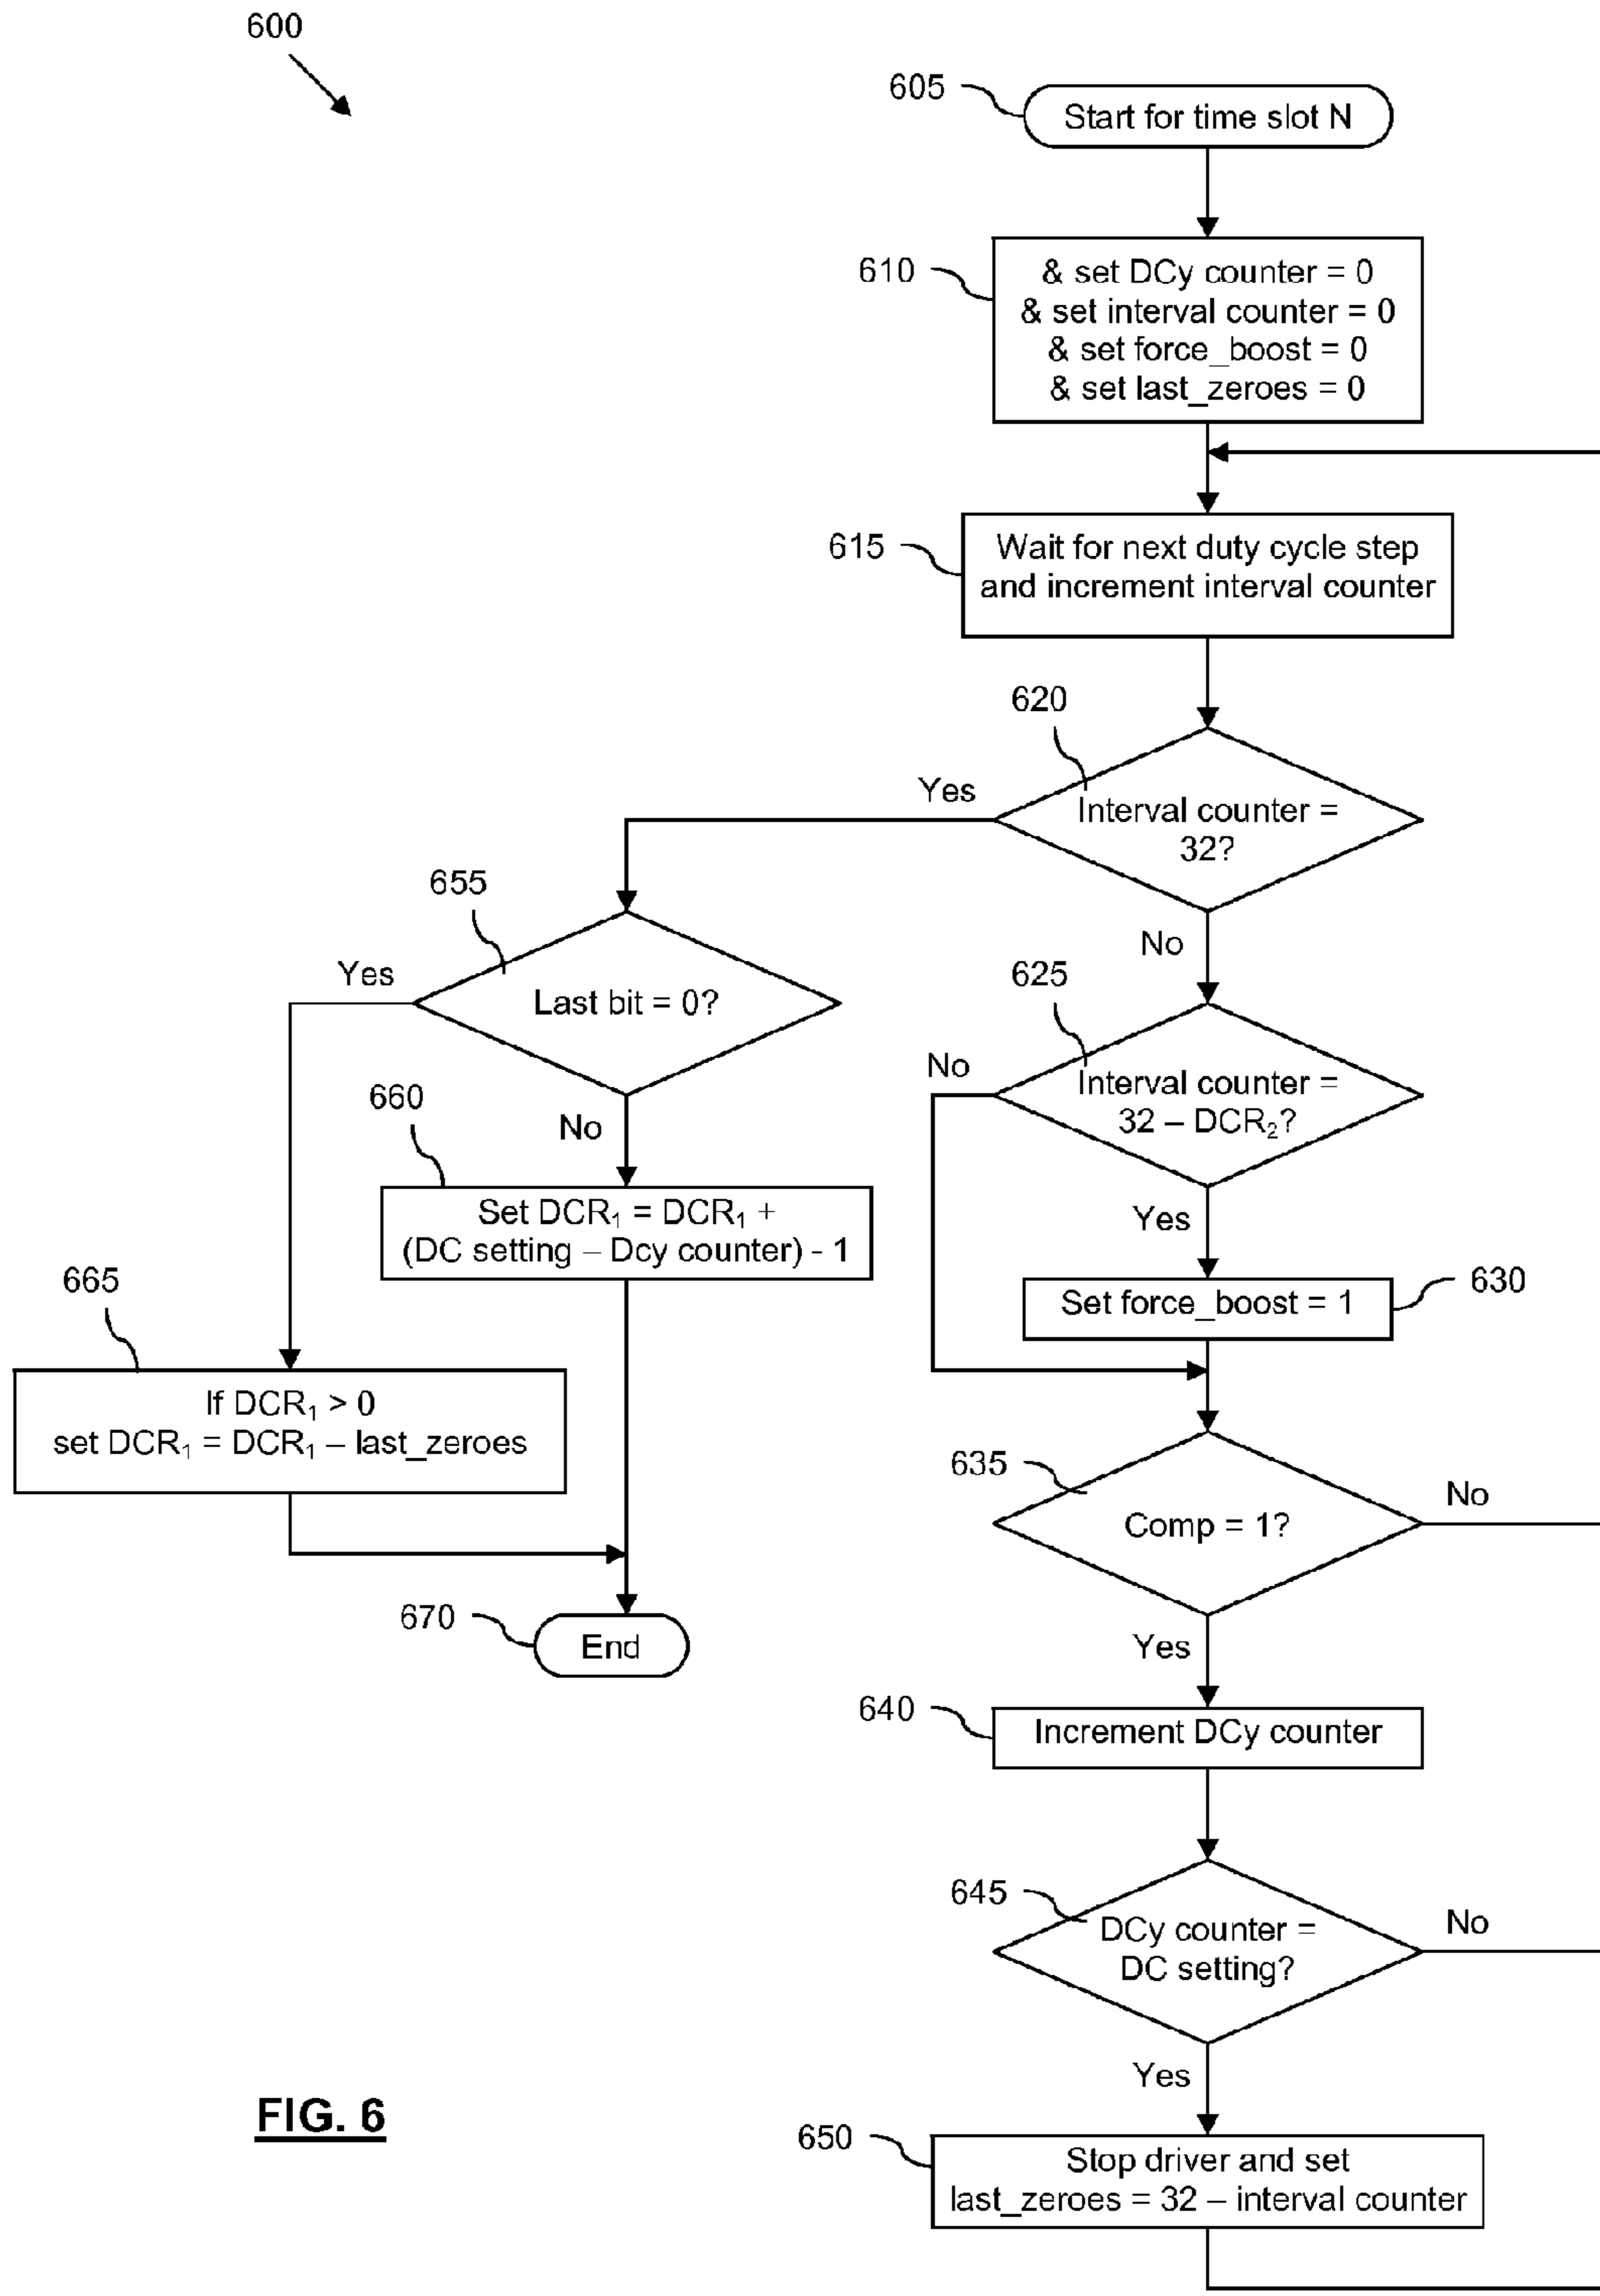 600
605
Start for time slot N
610
& set DCy counter = 0
& set interval counter = 0
& set force_boost = 0
& set last_zeroes = 0
615
Wait for next duty cycle step
and increment interval counter
620
Yes
Interval counter =
32?
No
655
Yes
Last bit = 0?
No
625
No
Interval counter =
32 – DCR₂?
Yes
660
Set DCR₁ = DCR₁ +
(DC setting – Dcy counter) - 1
630
Set force_boost = 1
665
If DCR₁ > 0
set DCR₁ = DCR₁ – last_zeroes
635
Comp = 1?
No
Yes
670
End
640
Increment DCy counter
645
DCy counter =
DC setting?
No
Yes
650
Stop driver and set
last_zeroes = 32 – interval counter
FIG. 6